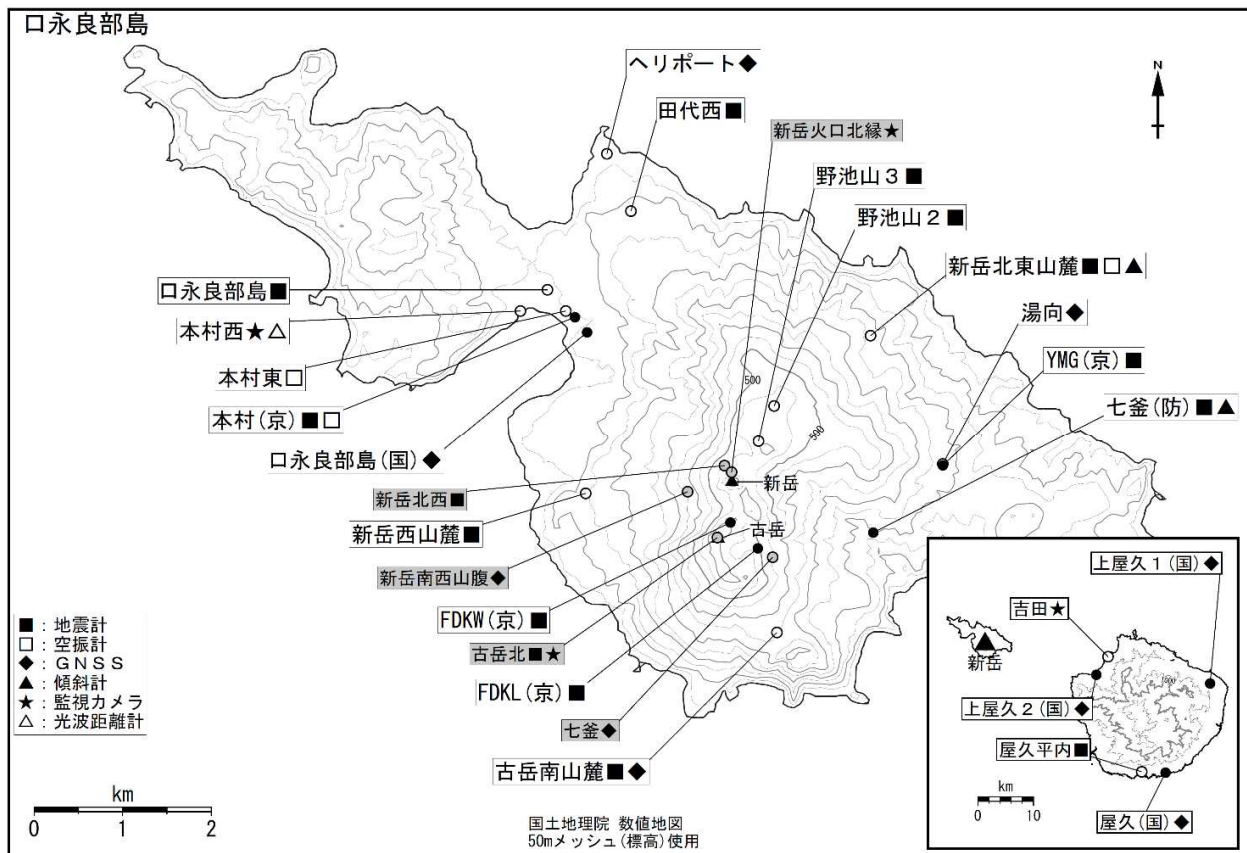 口永良部島
ヘリポート◆
N
田代西■
新岳火口北縁★
野池山３■
野池山２■
新岳北東山麓■□▲
口永良部島■
湯向◆
本村西★△
YMG(京)■
本村東□
500
七釜(防)■▲
本村(京)■□
500
口永良部島(国)◆
新岳
新岳北西■
新岳西山麓■
古岳
新岳南西山腹◆
FDKW(京)■
古岳北■★
FDKL(京)■
七釜◆
古岳南山麓■◆
■：地震計
□：空振計
◆：ＧＮＳＳ
▲：傾斜計
★：監視カメラ
△：光波距離計
km
0 1 2
国土地理院 数値地図
50mメッシュ(標高)使用
上屋久１(国)◆
吉田★
新岳
1000
上屋久２(国)◆
屋久平内■
km
0 10
屋久(国)◆